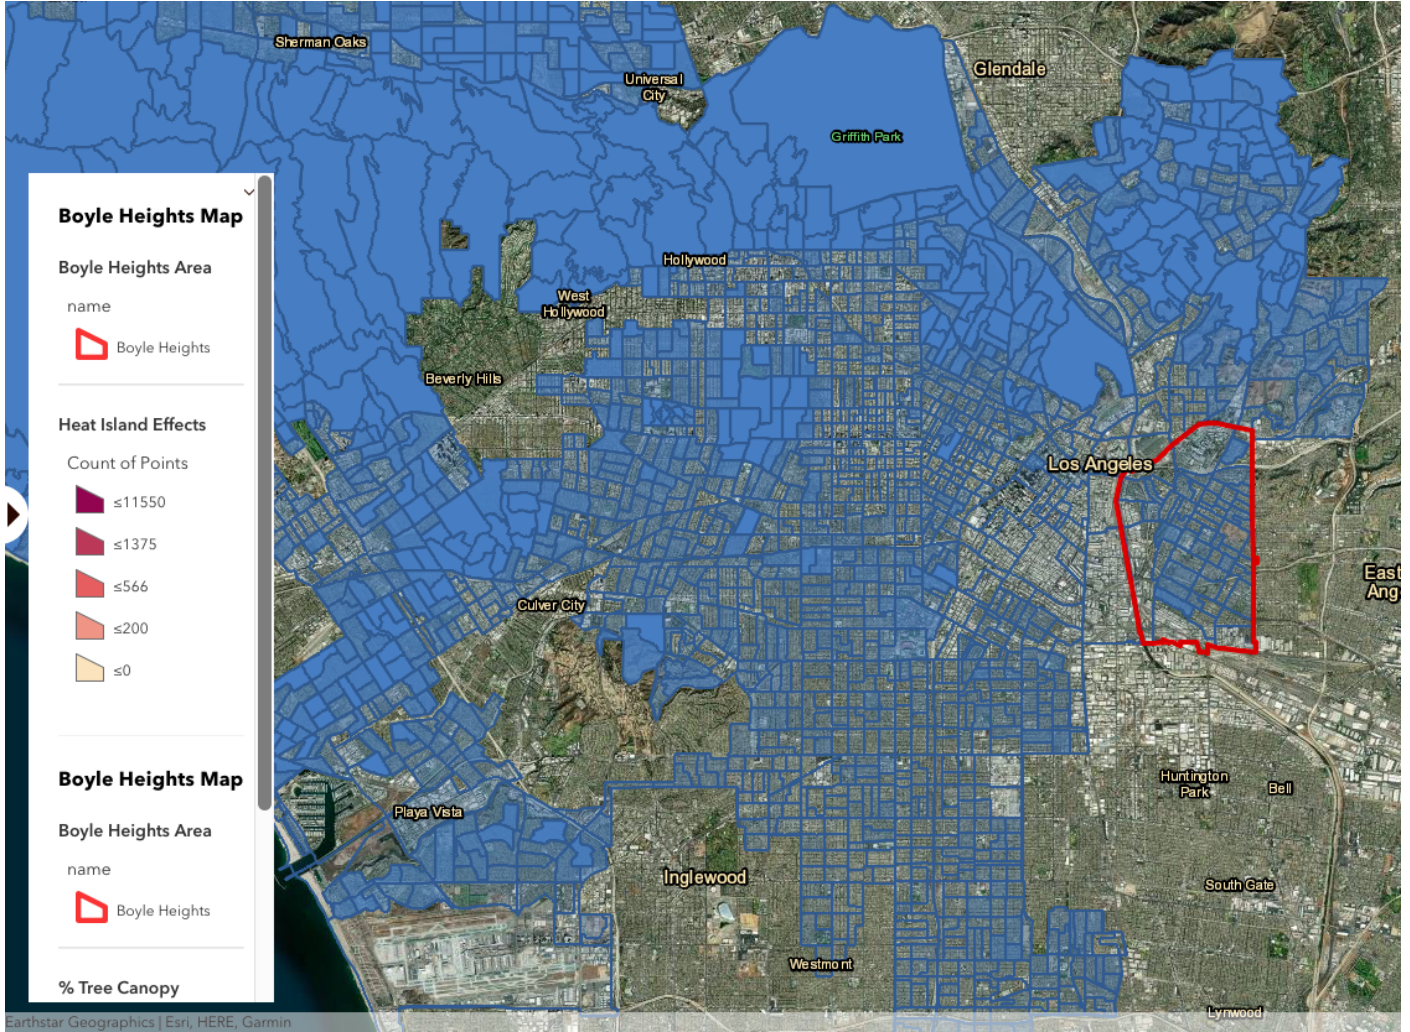 Sherman Oaks
Universal
City
Glendale
Griffith Park
Boyle Heights Map
Boyle Heights Area
name
Boyle Heights
Heat Island Effects
Count of Points
≤11550
≤1375
≤566
≤200
≤0
Boyle Heights Map
Boyle Heights Area
name
Boyle Heights
% Tree Canopy
Hollywood
West
Hollywood
Beverly Hills
Los Angeles
East
Ang
Culver City
Huntington
Park
Bell
Playa Vista
Inglewood
South Gate
Westmont
Lynwood
Earthstar Geographics | Esri, HERE, Garmin